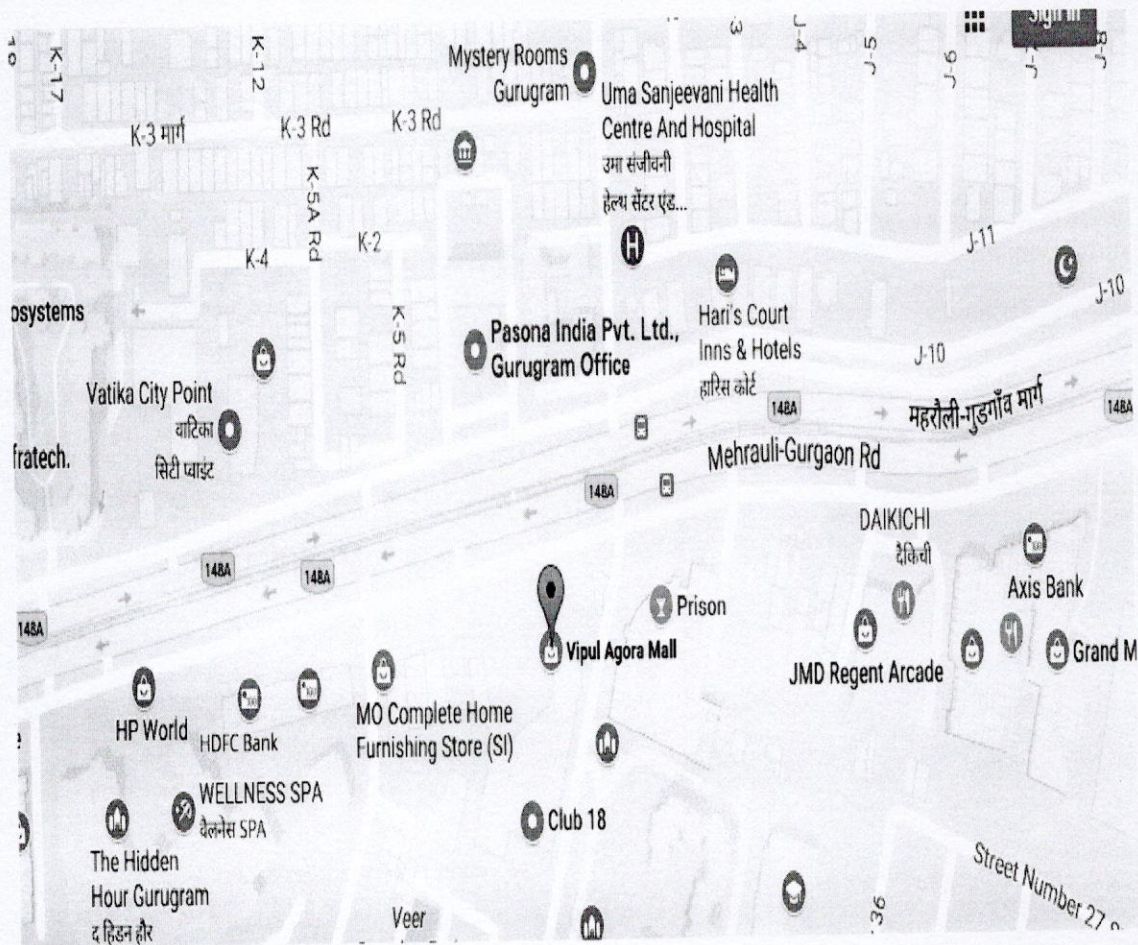 Sign in
K-17
K-12
J-4
Mystery Rooms
Gurugram
Uma Sanjeevani Health
Centre And Hospital
उमा संजीवनी
हेल्थ सेंटर एंड...
K-3 मार्ग
K-3 Rd
K-3 Rd
K-5A Rd
K-4
K-2
J-11
J-10
osystems
K-5 Rd
Pasona India Pvt. Ltd.,
Gurugram Office
Hari's Court
Inns & Hotels
हारिस कोर्ट
J-10
Vatika City Point
वाटिका
सिटी प्वाइंट
148A
महरौली-गुडगाँव मार्ग
148A
fratech.
Mehrauli-Gurgaon Rd
148A
DAIKICHI
दैकिची
148A
148A
Axis Bank
148A
Prison
Vipul Agora Mall
JMD Regent Arcade
Grand M
HP World
HDFC Bank
MO Complete Home
Furnishing Store (SI)
WELLNESS SPA
वेलनेस SPA
Club 18
The Hidden
Hour Gurugram
द हिडन हौर
Veer
36
Street Number 27